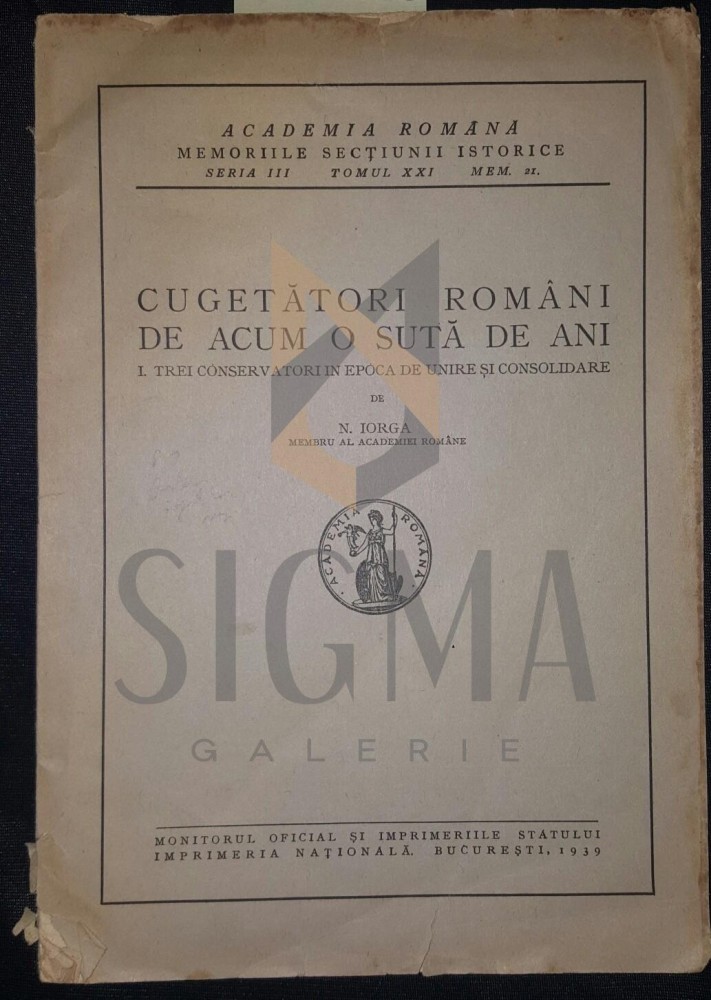 ACADEMIA ROMÂNĂ
MEMORIILE SECȚIUNII ISTORICE
SERIA III TOMUL XXI MEM. 21.
CUGETĂTORI ROMÂNI
DE ACUM O SUTĂ DE ANI
I. TREI CONSERVATORI IN EPOCA DE UNIRE ȘI CONSOLIDARE
DE
N. IORGA
MEMBRU AL ACADEMIEI ROMÂNE
ACADEMIA ROMÂNĂ
SIGMA
GALERIE
MONITORUL OFICIAL ȘI IMPRIMERIILE STATULUI
IMPRIMERIA NAȚIONALĂ. BUCUREȘTI, 1939